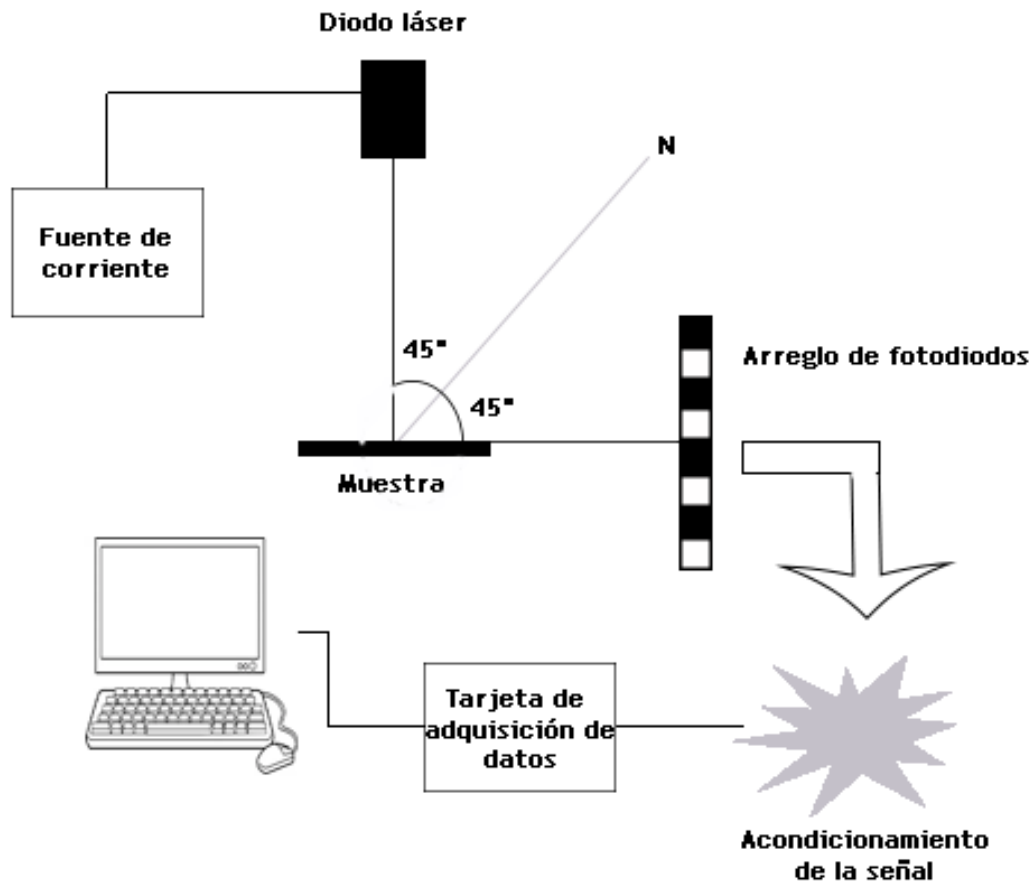 Diodo láser
N
Fuente de
corriente
45°
Arreglo de fotodiodos
45°
Muestra
Tarjeta de
adquisición de
datos
Acondicionamiento
de la señal